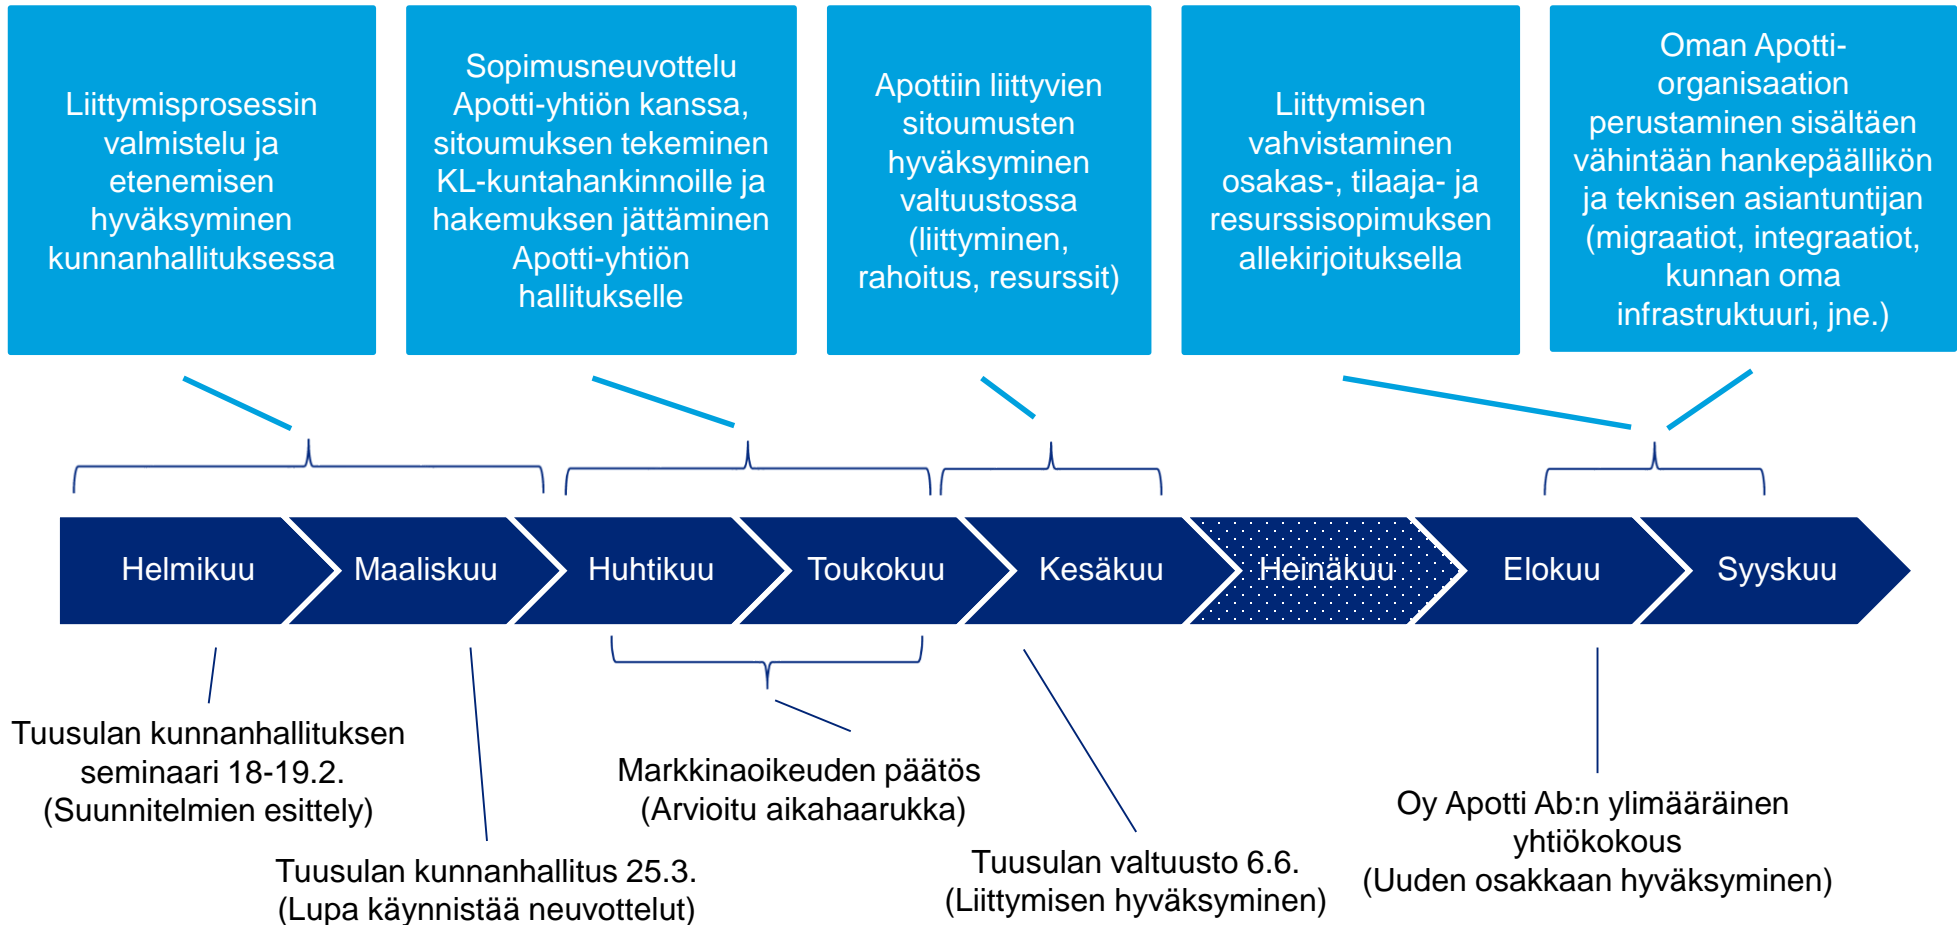 Liittymisprosessin
valmistelu ja
etenemisen
hyväksyminen
kunnanhallituksessa
Sopimusneuvottelu
Apotti-yhtiön kanssa,
sitoumuksen tekeminen
KL-kuntahankinnoille ja
hakemuksen jättäminen
Apotti-yhtiön
hallitukselle
Apottiin liittyvien
sitoumusten
hyväksyminen
valtuustossa
(liittyminen,
rahoitus, resurssit)
Liittymisen
vahvistaminen
osakas-, tilaaja- ja
resurssisopimuksen
allekirjoituksella
Oman Apotti-
organisaation
perustaminen sisältäen
vähintään hankepäällikön
ja teknisen asiantuntijan
(migraatiot, integraatiot,
kunnan oma
infrastruktuuri, jne.)
Helmikuu
Maaliskuu
Huhtikuu
Toukokuu
Kesäkuu
Heinäkuu
Elokuu
Syyskuu
Tuusulan kunnanhallituksen
seminaari 18-19.2.
(Suunnitelmien esittely)
Tuusulan kunnanhallitus 25.3.
(Lupa käynnistää neuvottelut)
Markkinaoikeuden päätös
(Arvioitu aikahaarukka)
Tuusulan valtuusto 6.6.
(Liittymisen hyväksyminen)
Oy Apotti Ab:n ylimääräinen
yhtiökokous
(Uuden osakkaan hyväksyminen)